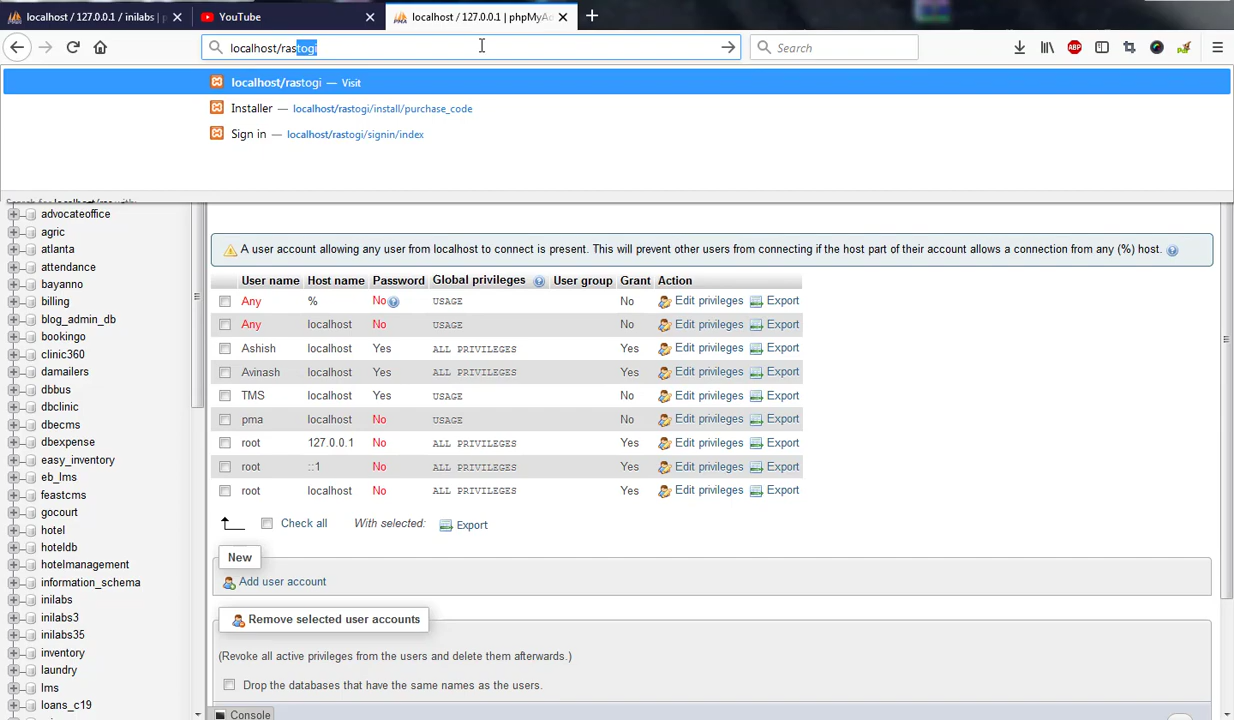 localhost / 127.0.0.1 / inilabs | p
YouTube
localhost / 127.0.0.1 | phpMyAd
localhost/rastogi
Search
ABP
localhost/rastogi — Visit
Installer — localhost/rastogi/install/purchase_code
Sign in — localhost/rastogi/signin/index
advocateoffice
agric
atlanta
attendance
bayanno
billing
blog_admin_db
bookingo
clinic360
damailers
dbbus
dbclinic
dbecms
dbexpense
easy_inventory
eb_lms
feastcms
gocourt
hotel
hoteldb
hotelmanagement
information_schema
inilabs
inilabs3
inilabs35
inventory
laundry
lms
loans_c19
A user account allowing any user from localhost to connect is present. This will prevent other users from connecting if the host part of their account allows a connection from any (%) host.
User name Host name Password Global privileges User group Grant Action
Any % No USAGE No Edit privileges Export
Any localhost No USAGE No Edit privileges Export
Ashish localhost Yes ALL PRIVILEGES Yes Edit privileges Export
Avinash localhost Yes ALL PRIVILEGES Yes Edit privileges Export
TMS localhost Yes USAGE No Edit privileges Export
pma localhost No USAGE No Edit privileges Export
root 127.0.0.1 No ALL PRIVILEGES Yes Edit privileges Export
root ::1 No ALL PRIVILEGES Yes Edit privileges Export
root localhost No ALL PRIVILEGES Yes Edit privileges Export
Check all With selected: Export
New
Add user account
Remove selected user accounts
(Revoke all active privileges from the users and delete them afterwards.)
Drop the databases that have the same names as the users.
Console